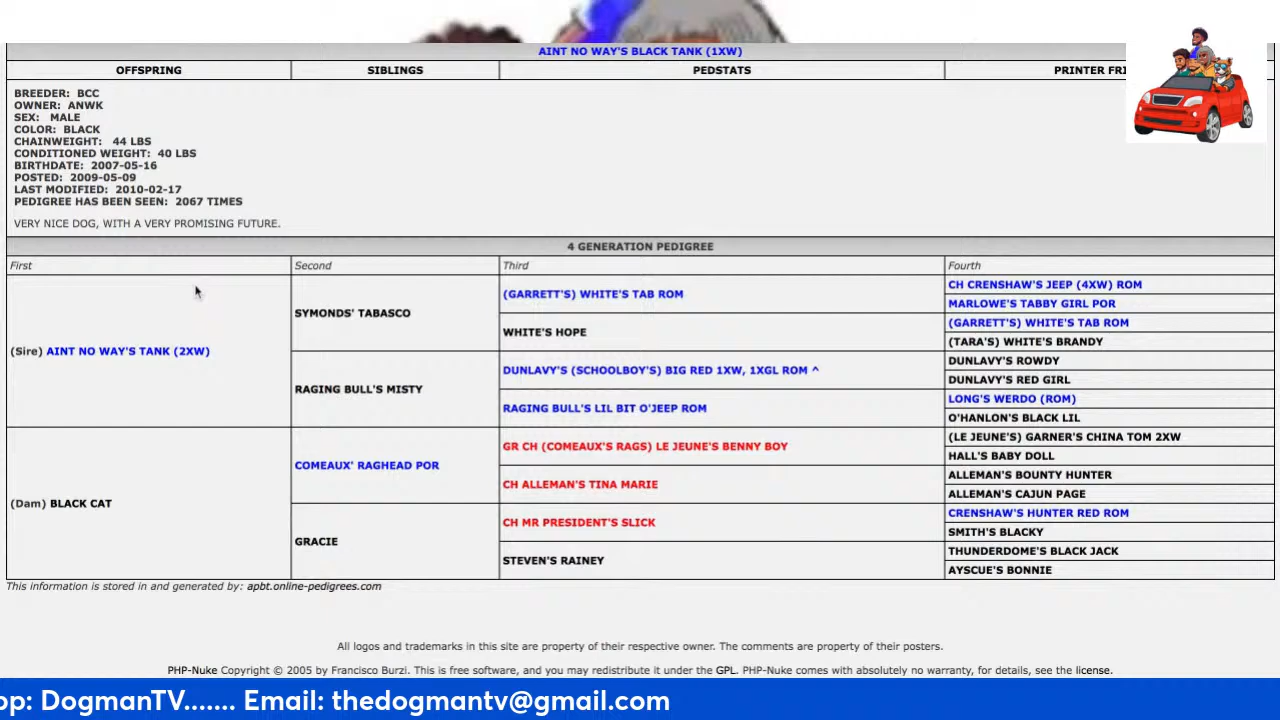 AINT NO WAY'S BLACK TANK (1XW)
OFFSPRING SIBLINGS PEDSTATS PRINTER
BREEDER: BCC
OWNER: ANWK
SEX: MALE
COLOR: BLACK
CHAINWEIGHT: 44 LBS
CONDITIONED WEIGHT: 40 LBS
BIRTHDATE: 2007-05-16
POSTED: 2009-05-09
LAST MODIFIED: 2010-02-17
PEDIGREE HAS BEEN SEEN: 2067 TIMES
VERY NICE DOG, WITH A VERY PROMISING FUTURE.
4 GENERATION PEDIGREE
First Second Third Fourth
(Sire) AINT NO WAY'S TANK (2XW)
(Dam) BLACK CAT
SYMONDS' TABASCO
RAGING BULL'S MISTY
COMEAUX' RAGHEAD POR
GRACIE
(GARRETT'S) WHITE'S TAB ROM
WHITE'S HOPE
DUNLAVY'S (SCHOOLBOY'S) BIG RED 1XW, 1XGL ROM ^
RAGING BULL'S LIL BIT O'JEEP ROM
GR CH (COMEAUX'S RAGS) LE JEUNE'S BENNY BOY
CH ALLEMAN'S TINA MARIE
CH MR PRESIDENT'S SLICK
STEVEN'S RAINEY
CH CRENSHAW'S JEEP (4XW) ROM
MARLOWE'S TABBY GIRL POR
(GARRETT'S) WHITE'S TAB ROM
(TARA'S) WHITE'S BRANDY
DUNLAVY'S ROWDY
DUNLAVY'S RED GIRL
LONG'S WERDO (ROM)
O'HANLON'S BLACK LIL
(LE JEUNE'S) GARNER'S CHINA TOM 2XW
HALL'S BABY DOLL
ALLEMAN'S BOUNTY HUNTER
ALLEMAN'S CAJUN PAGE
CRENSHAW'S HUNTER RED ROM
SMITH'S BLACKY
THUNDERDOME'S BLACK JACK
AYSCUE'S BONNIE
This information is stored in and generated by: apbt.online-pedigrees.com
All logos and trademarks in this site are property of their respective owner. The comments are property of their posters.
PHP-Nuke Copyright © 2005 by Francisco Burzi. This is free software, and you may redistribute it under the GPL. PHP-Nuke comes with absolutely no warranty, for details, see the license.
pp: DogmanTV....... Email: thedogmantv@gmail.com